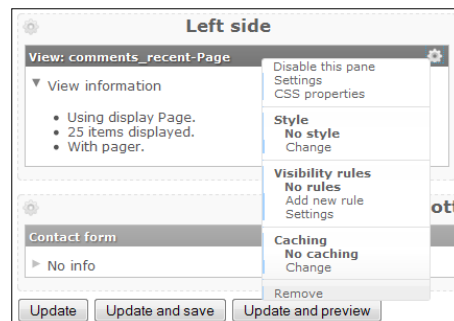 Left side
View: comments_recent-Page
View information
Using display Page.
25 items displayed.
With pager.
Disable this pane
Settings
CSS properties
Style
No style
Change
Visibility rules
No rules
Add new rule
Settings
Caching
No caching
Change
Remove
Contact form
No info
Update
Update and save
Update and preview